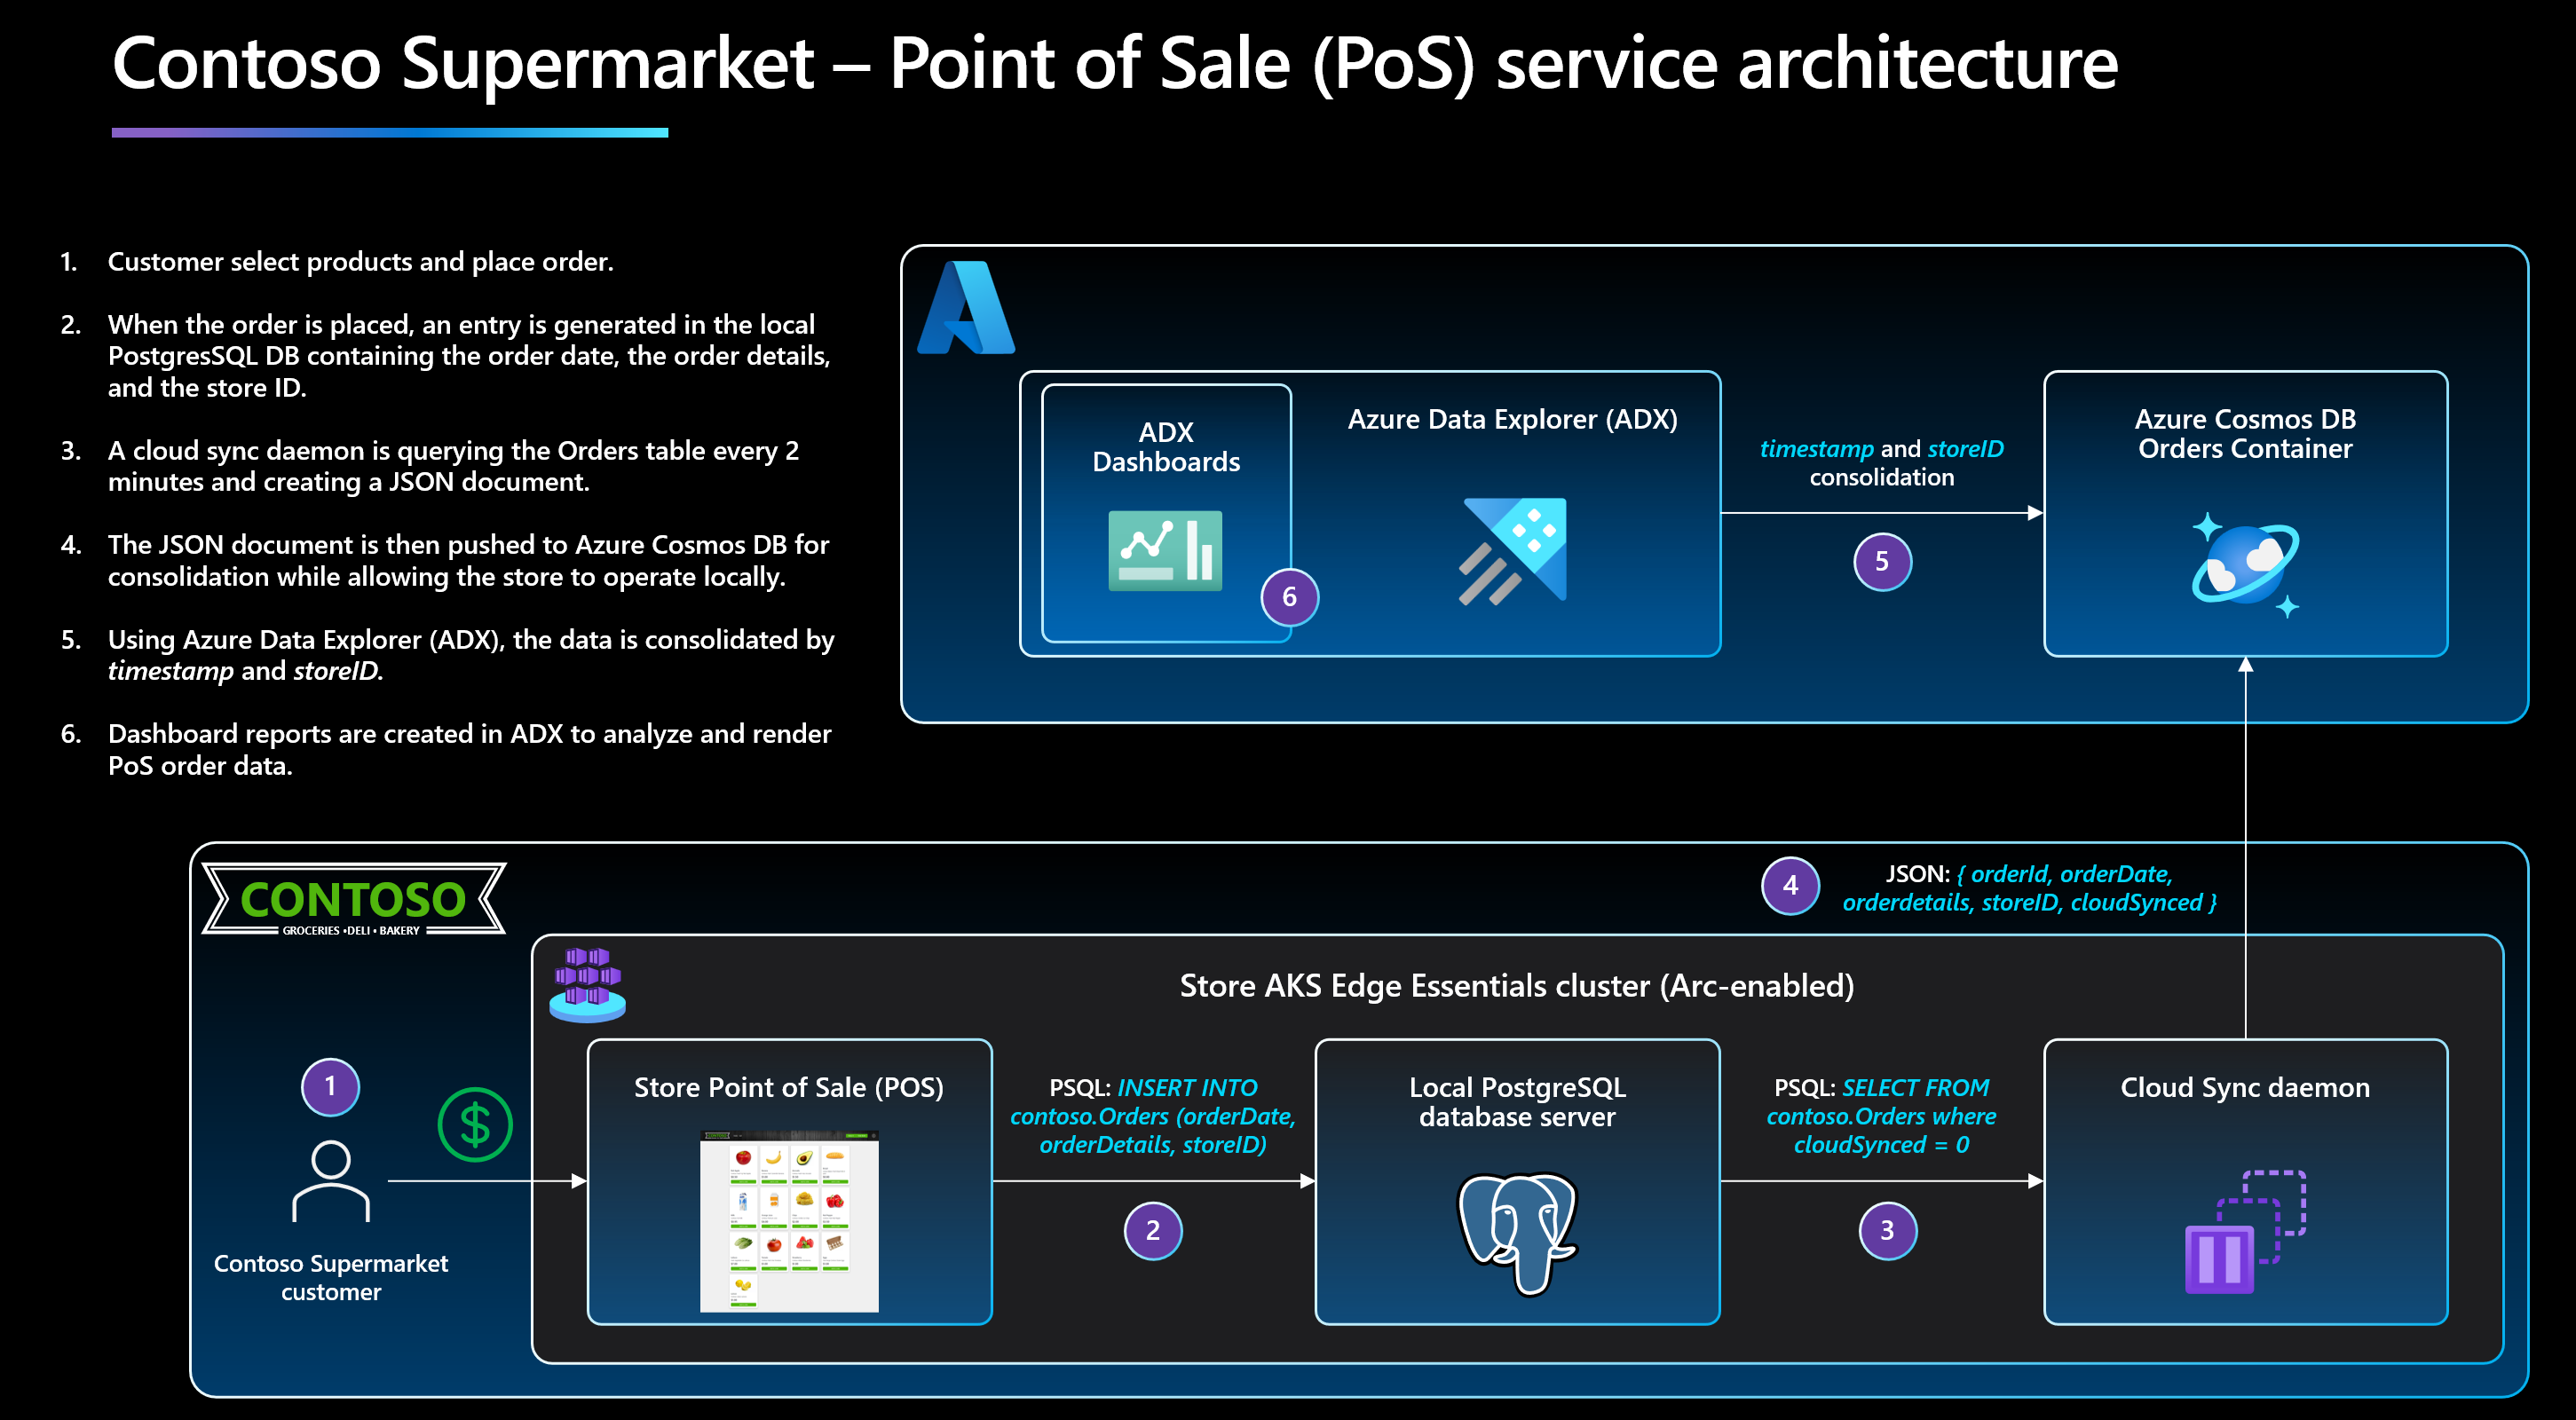 Contoso Supermarket – Point of Sale (PoS) service architecture
1. Customer select products and place order.
2. When the order is placed, an entry is generated in the local
PostgresSQL DB containing the order date, the order details,
and the store ID.
3. A cloud sync daemon is querying the Orders table every 2
minutes and creating a JSON document.
4. The JSON document is then pushed to Azure Cosmos DB for
consolidation while allowing the store to operate locally.
5. Using Azure Data Explorer (ADX), the data is consolidated by
timestamp and storeID.
6. Dashboard reports are created in ADX to analyze and render
PoS order data.
ADX
Dashboards
6
Azure Data Explorer (ADX)
timestamp and storeID
consolidation
5
Azure Cosmos DB
Orders Container
CONTOSO
GROCERIES •DELI • BAKERY
4
JSON: { orderId, orderDate,
orderdetails, storeID, cloudSynced }
Store AKS Edge Essentials cluster (Arc-enabled)
1
$
Contoso Supermarket
customer
Store Point of Sale (POS)
PSQL: INSERT INTO
contoso.Orders (orderDate,
orderDetails, storeID)
2
Local PostgreSQL
database server
PSQL: SELECT FROM
contoso.Orders where
cloudSynced = 0
3
Cloud Sync daemon